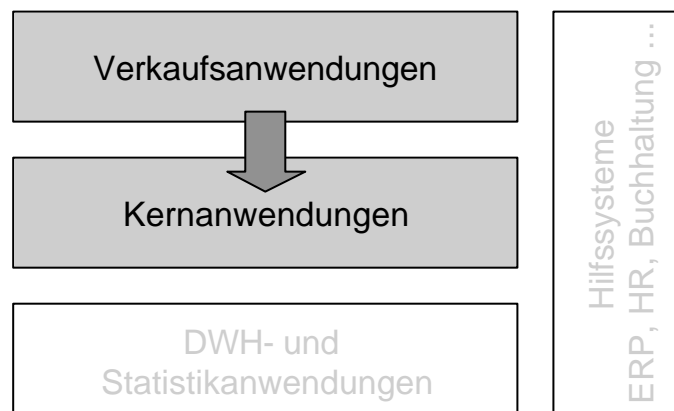 Verkaufsanwendungen
Kernanwendungen
DWH- und
Statistikanwendungen
Hilfssysteme
ERP, HR, Buchhaltung ...